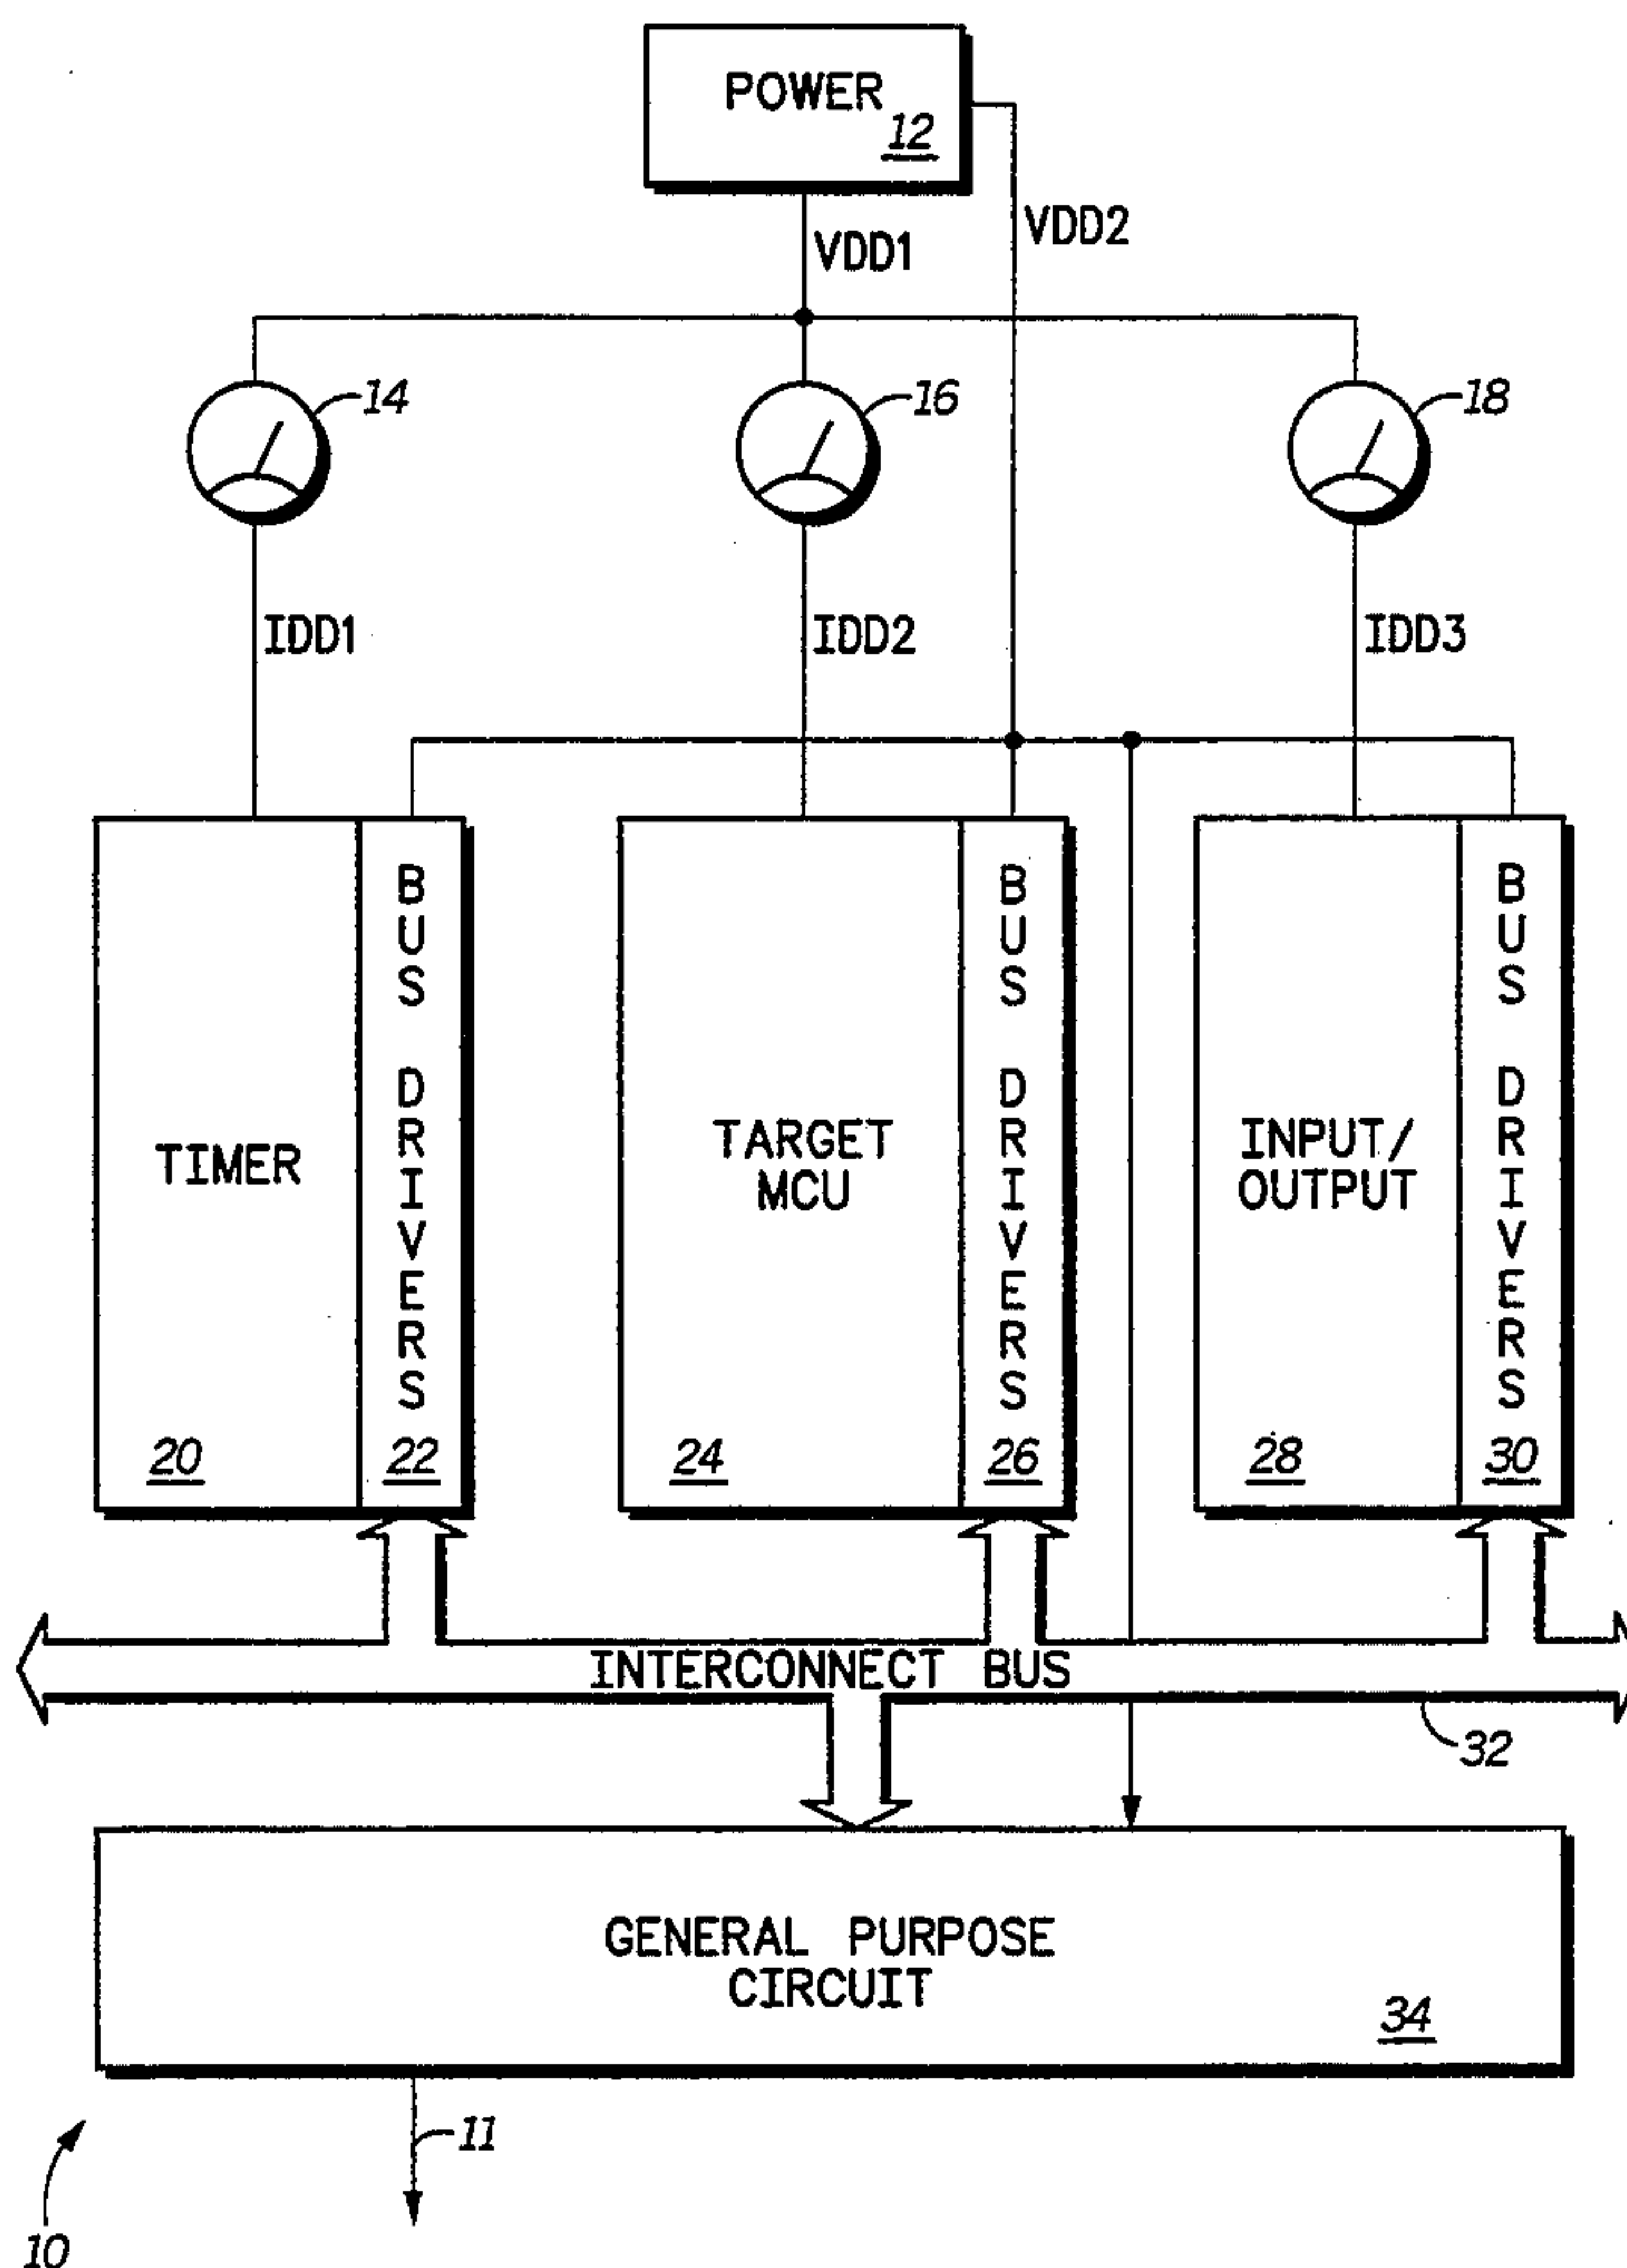 POWER
12
VDD1
VDD2
14
16
18
IDD1
IDD2
IDD3
TIMER
20
BUS DRIVERS
22
TARGET
MCU
24
BUS DRIVERS
26
INPUT/
OUTPUT
28
BUS DRIVERS
30
INTERCONNECT BUS
32
GENERAL PURPOSE
CIRCUIT
34
11
10